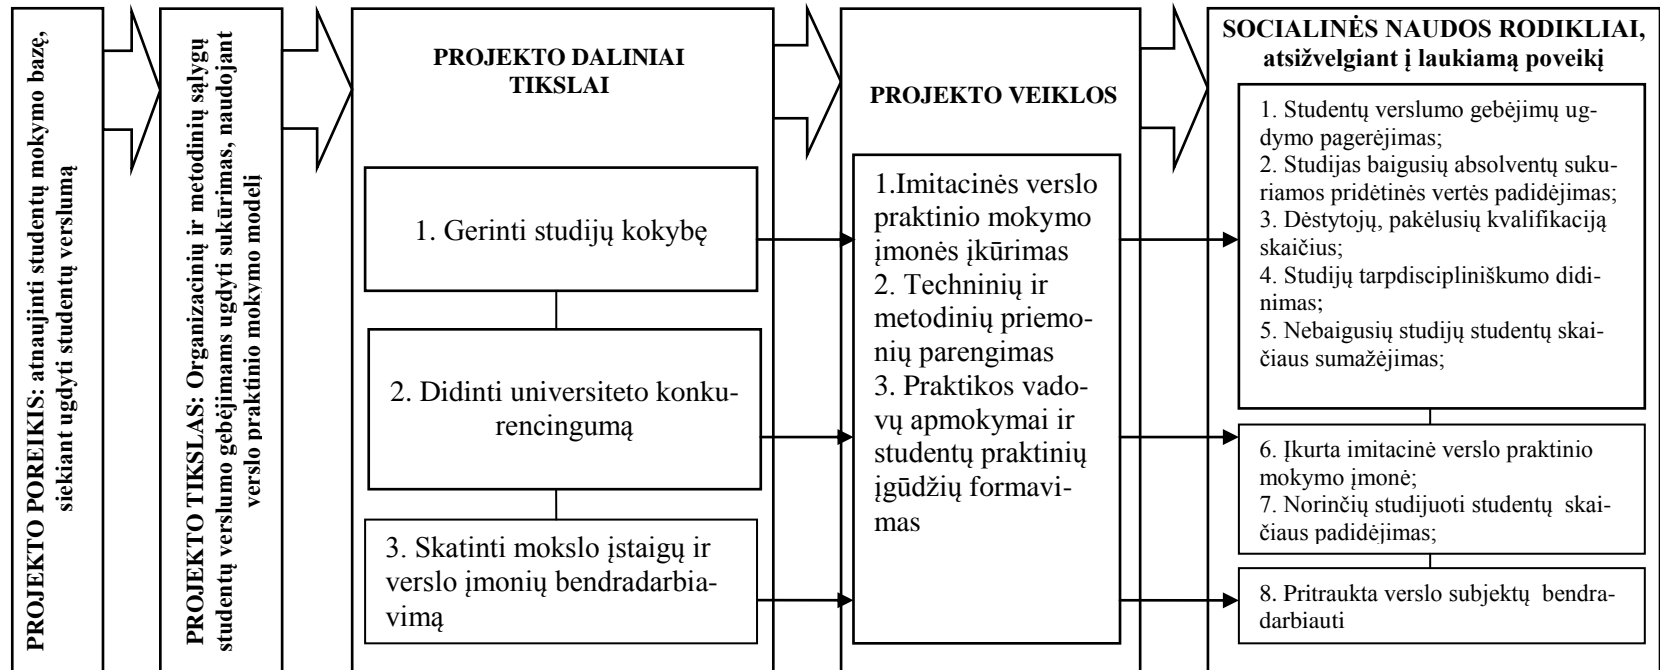 PROJEKTO POREIKIS: atnaujinti studentų mokymo bazę,
siekiant ugdyti studentų verslumą
PROJEKTO TIKSLAS: Organizacinių ir metodinių sąlygų
studentų verslumo gebėjimams ugdyti sukūrimas, naudojant
verslo praktinio mokymo modelį
PROJEKTO DALINIAI
TIKSLAI
1. Gerinti studijų kokybę
2. Didinti universiteto konku-
rencingumą
3. Skatinti mokslo įstaigų ir
verslo įmonių bendradarbia-
vimą
PROJEKTO VEIKLOS
1.Imitacinės verslo
praktinio mokymo
įmonės įkūrimas
2. Techninių ir
metodinių priemo-
nių parengimas
3. Praktikos vado-
vų apmokymai ir
studentų praktinių
įgūdžių formavi-
mas
SOCIALINĖS NAUDOS RODIKLIAI,
atsižvelgiant į laukiamą poveikį
1. Studentų verslumo gebėjimų ug-
dymo pagerėjimas;
2. Studijas baigusių absolventų suku-
riamos pridėtinės vertės padidėjimas;
3. Dėstytojų, pakėlusių kvalifikaciją
skaičius;
4. Studijų tarpdiscipliniškumo didi-
nimas;
5. Nebaigusių studijų studentų skai-
čiaus sumažėjimas;
6. Įkurta imitacinė verslo praktinio
mokymo įmonė;
7. Norinčių studijuoti studentų skai-
čiaus padidėjimas;
8. Pritraukta verslo subjektų bendra-
darbiauti